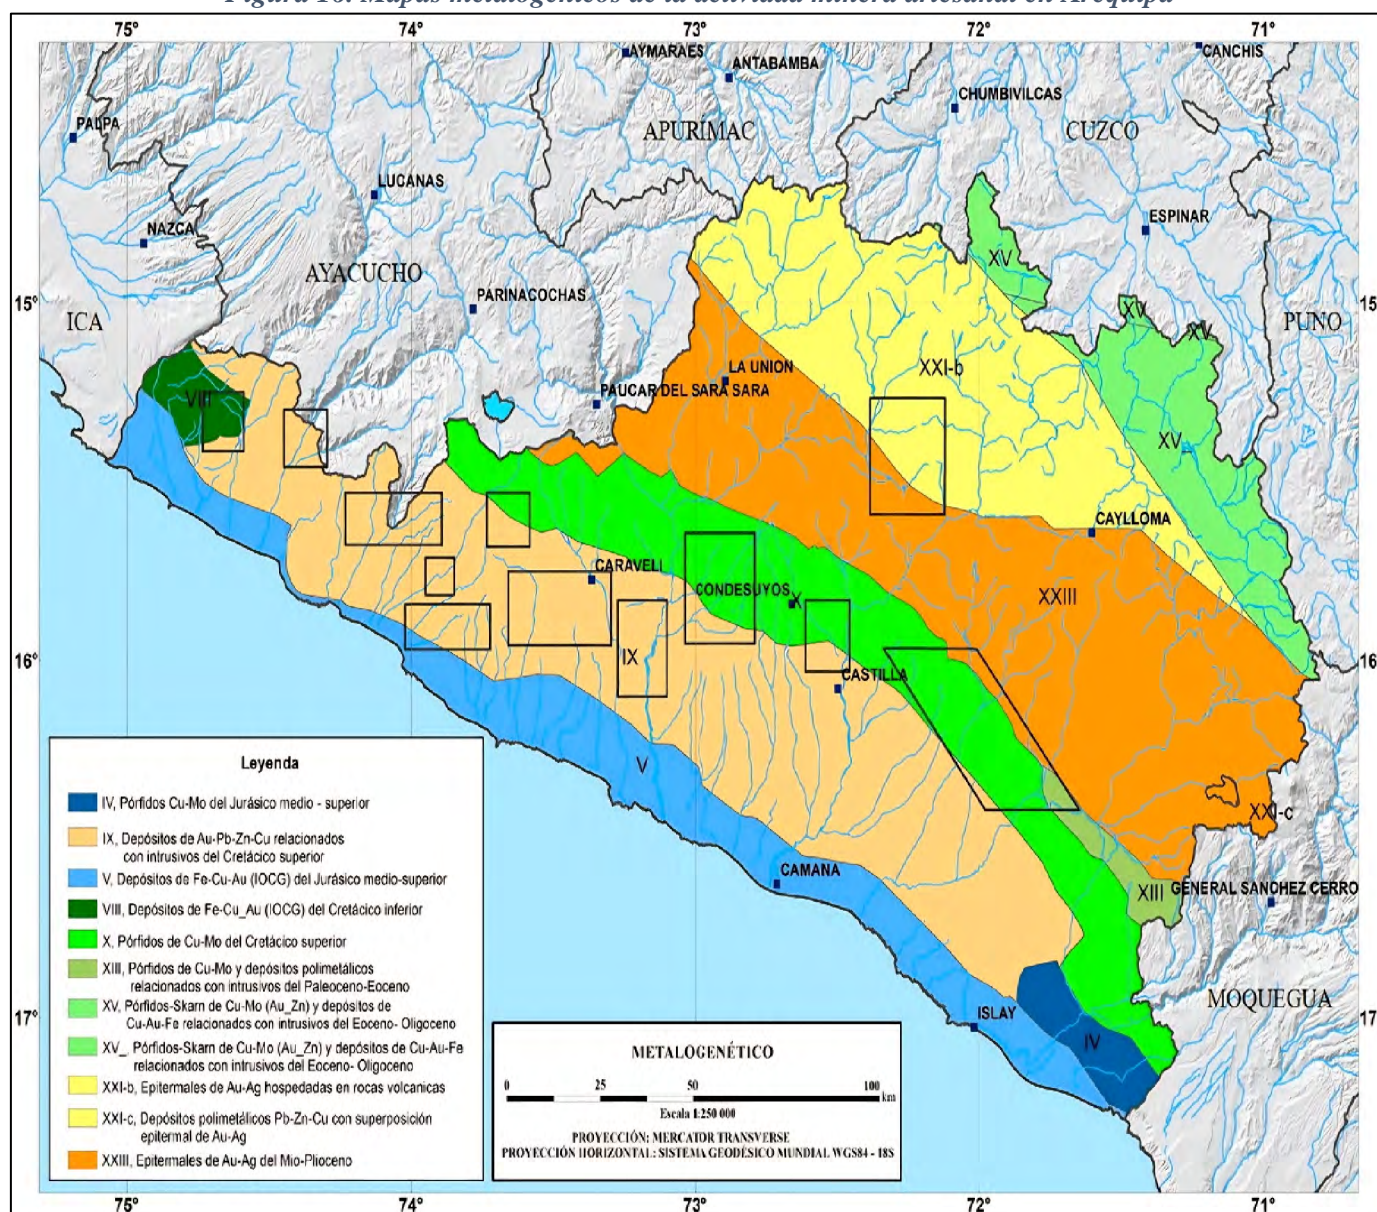 Figura 16. Mapas metalogénicos de la actividad minera artesanal en Arequipa
75° 74° 73° 72° 71°
AYMARAES
CANCHIS
ANTABAMBA
CHUMBIVILCAS
PALPA
APURÍMAC
CUZCO
LUCANAS
ESPINAR
NAZCA
XV
AYACUCHO
PARINACOCHAS
15°
15°
ICA
XV
PUNO
XV
LA UNION
XXI-b
PAUCAR DEL SARA SARA
VIII
XV_
CAYLLOMA
CARAVELI
CONDESUYOS
X
XXIII
16°
IX
16°
CASTILLA
V
XXI-c
CAMANA
XIII
GENERAL SANCHEZ CERRO
MOQUEGUA
17°
ISLAY
17°
IV
Leyenda
IV, Pórfidos Cu-Mo del Jurásico medio - superior
IX, Depósitos de Au-Pb-Zn-Cu relacionados
con intrusivos del Cretácico superior
V, Depósitos de Fe-Cu-Au (IOCG) del Jurásico medio-superior
VIII, Depósitos de Fe-Cu_Au (IOCG) del Cretácico inferior
X, Pórfidos de Cu-Mo del Cretácico superior
XIII, Pórfidos de Cu-Mo y depósitos polimetálicos
relacionados con intrusivos del Paleoceno-Eoceno
XV, Pórfidos-Skarn de Cu-Mo (Au_Zn) y depósitos de
Cu-Au-Fe relacionados con intrusivos del Eoceno- Oligoceno
XV_, Pórfidos-Skarn de Cu-Mo (Au_Zn) y depósitos de Cu-Au-Fe
relacionados con intrusivos del Eoceno- Oligoceno
XXI-b, Epitermales de Au-Ag hospedadas en rocas volcanicas
XXI-c, Depósitos polimetálicos Pb-Zn-Cu con superposición
epitermal de Au-Ag
XXIII, Epitermales de Au-Ag del Mio-Plioceno
METALOGENÉTICO
0 25 50 100
km
Escala 1:250 000
PROYECCIÓN: MERCATOR TRANSVERSE
PROYECCIÓN HORIZONTAL: SISTEMA GEODÉSICO MUNDIAL WGS84 - 18S
75° 74° 73° 72° 71°